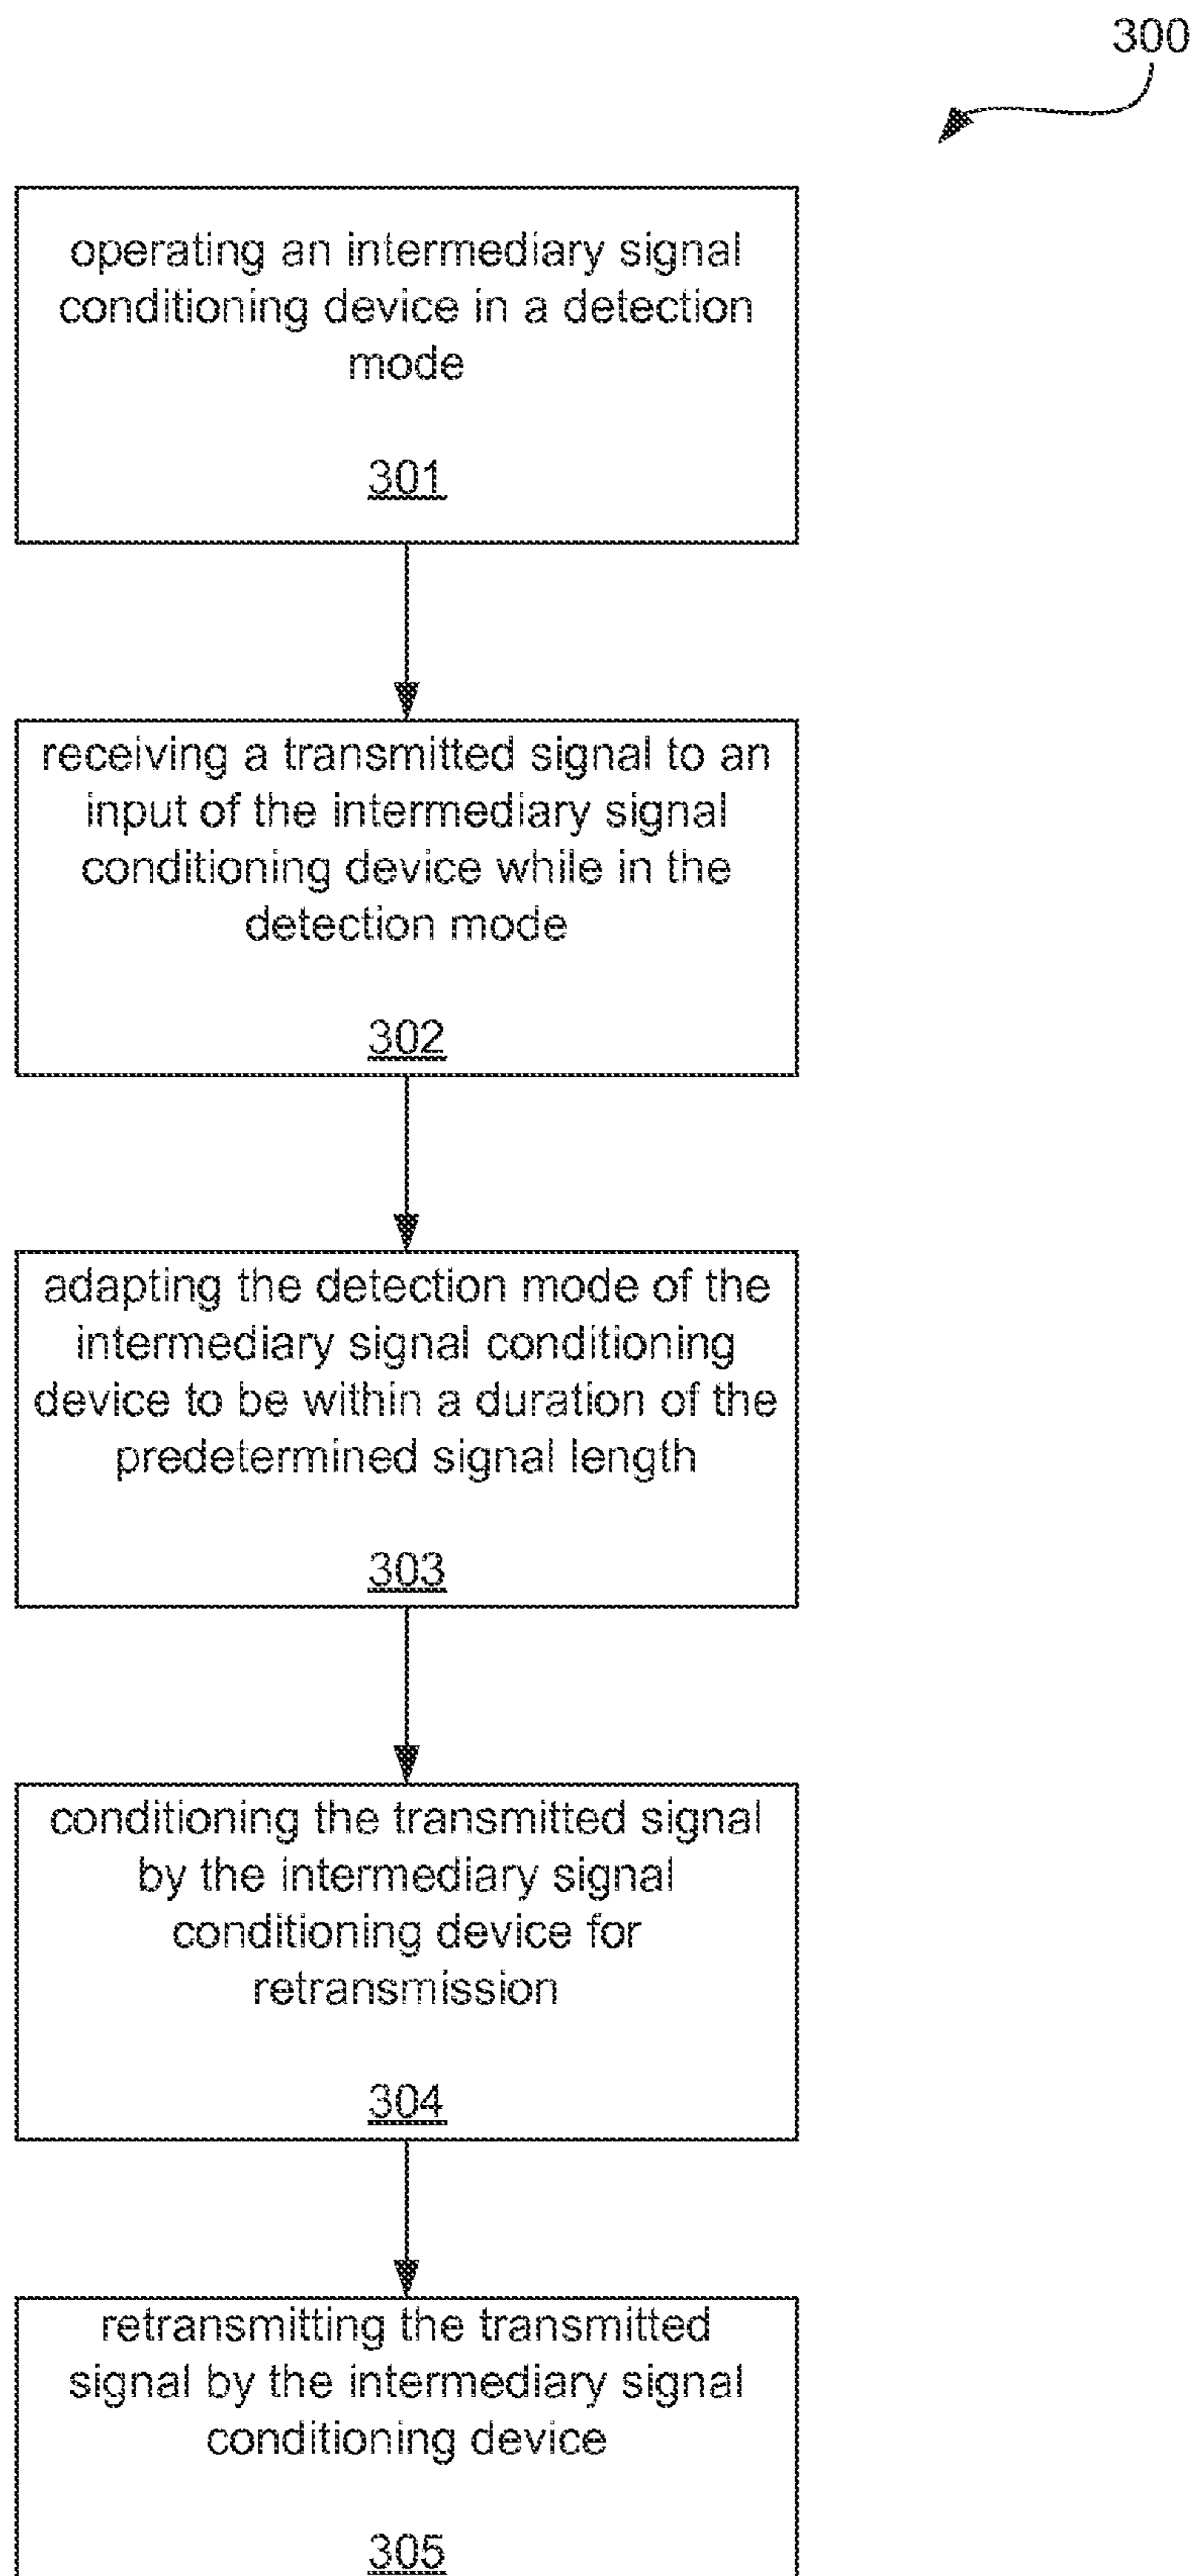 300
operating an intermediary signal
conditioning device in a detection
mode
301
receiving a transmitted signal to an
input of the intermediary signal
conditioning device while in the
detection mode
302
adapting the detection mode of the
intermediary signal conditioning
device to be within a duration of the
predetermined signal length
303
conditioning the transmitted signal
by the intermediary signal
conditioning device for
retransmission
304
retransmitting the transmitted
signal by the intermediary signal
conditioning device
305